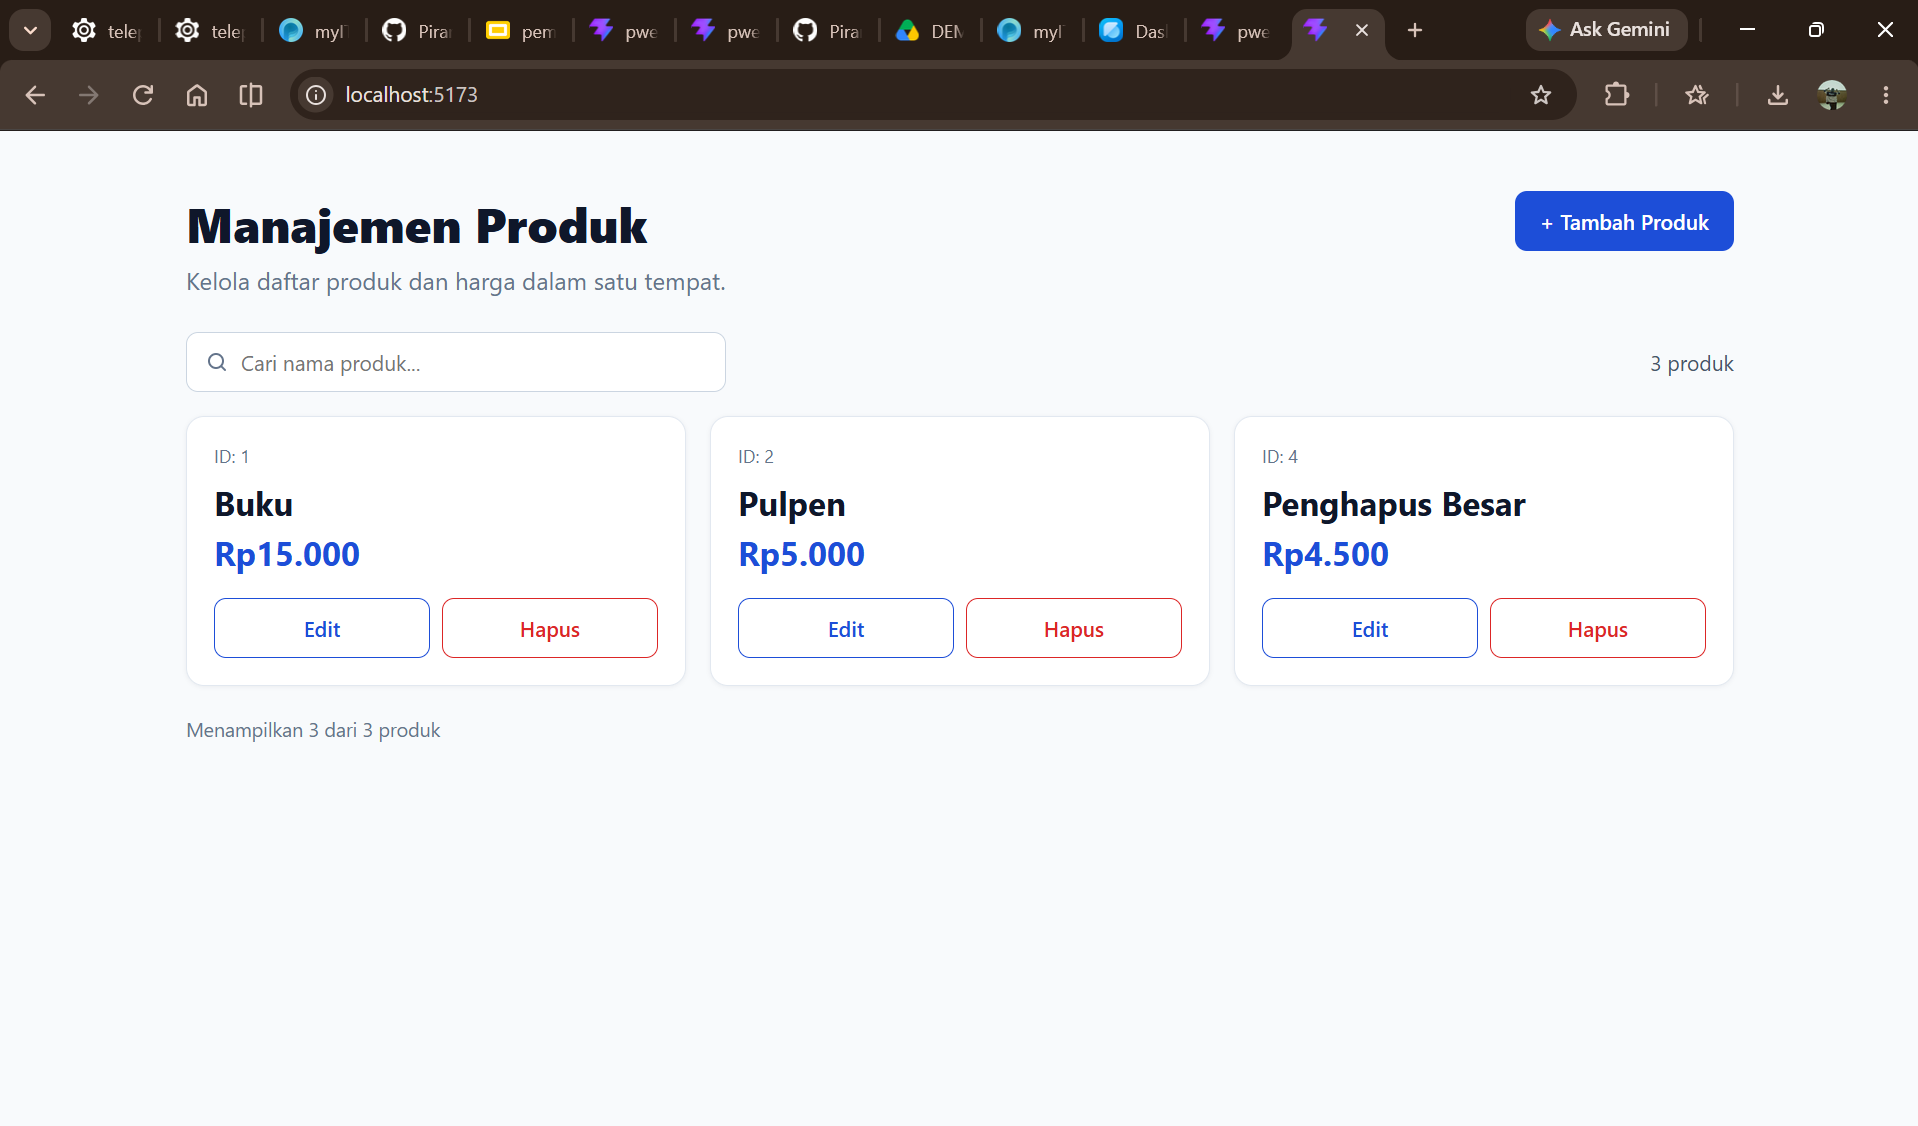 Ask Gemini
localhost:5173
Manajemen Produk
+ Tambah Produk
Kelola daftar produk dan harga dalam satu tempat.
Cari nama produk...
3 produk
ID: 1
Buku
Rp15.000
Edit
Hapus
ID: 2
Pulpen
Rp5.000
Edit
Hapus
ID: 4
Penghapus Besar
Rp4.500
Edit
Hapus
Menampilkan 3 dari 3 produk